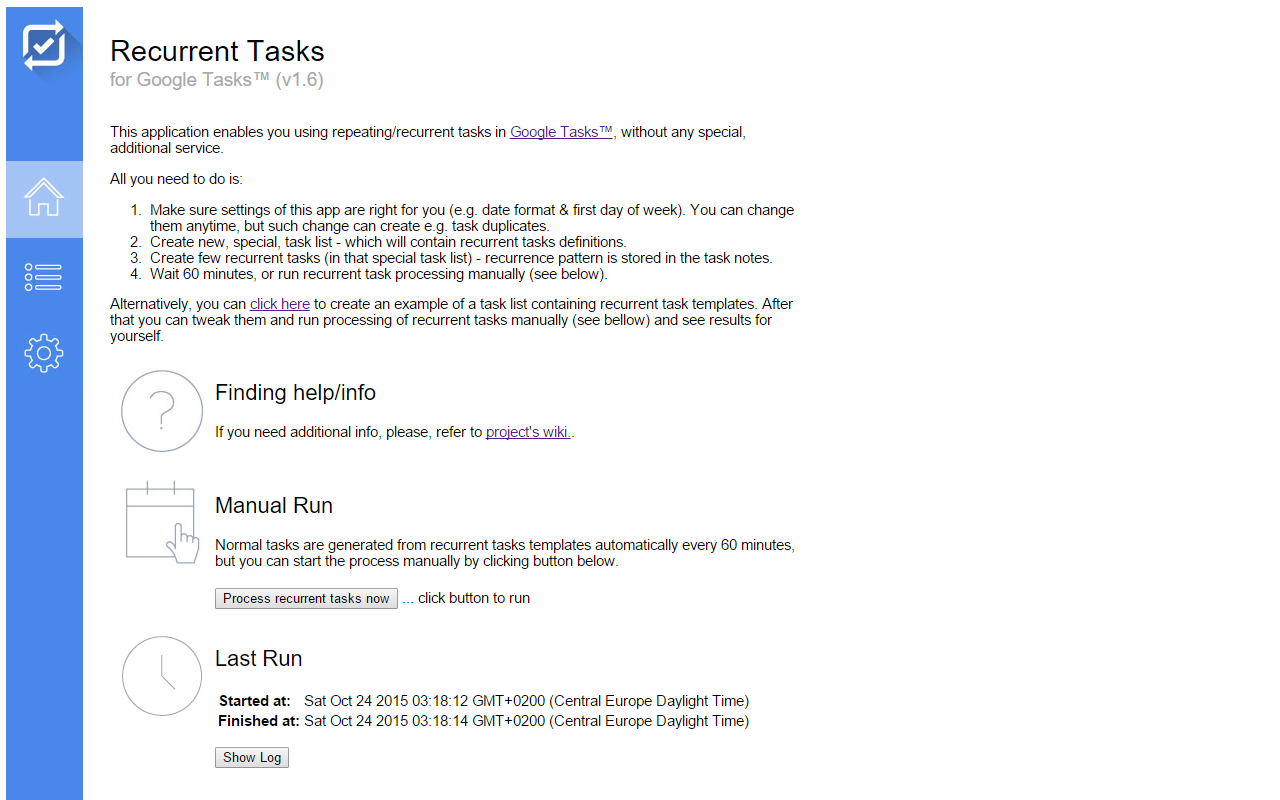 Recurrent Tasks
for Google Tasks™ (v1.6)
This application enables you using repeating/recurrent tasks in Google Tasks™, without any special,
additional service.
All you need to do is:
1. Make sure settings of this app are right for you (e.g. date format & first day of week). You can change
them anytime, but such change can create e.g. task duplicates.
2. Create new, special, task list - which will contain recurrent tasks definitions.
3. Create few recurrent tasks (in that special task list) - recurrence pattern is stored in the task notes.
4. Wait 60 minutes, or run recurrent task processing manually (see below).
Alternatively, you can click here to create an example of a task list containing recurrent task templates. After
that you can tweak them and run processing of recurrent tasks manually (see bellow) and see results for
yourself.
?
Finding help/info
If you need additional info, please, refer to project's wiki..
Manual Run
Normal tasks are generated from recurrent tasks templates automatically every 60 minutes,
but you can start the process manually by clicking button below.
Process recurrent tasks now ... click button to run
Last Run
Started at: Sat Oct 24 2015 03:18:12 GMT+0200 (Central Europe Daylight Time)
Finished at: Sat Oct 24 2015 03:18:14 GMT+0200 (Central Europe Daylight Time)
Show Log